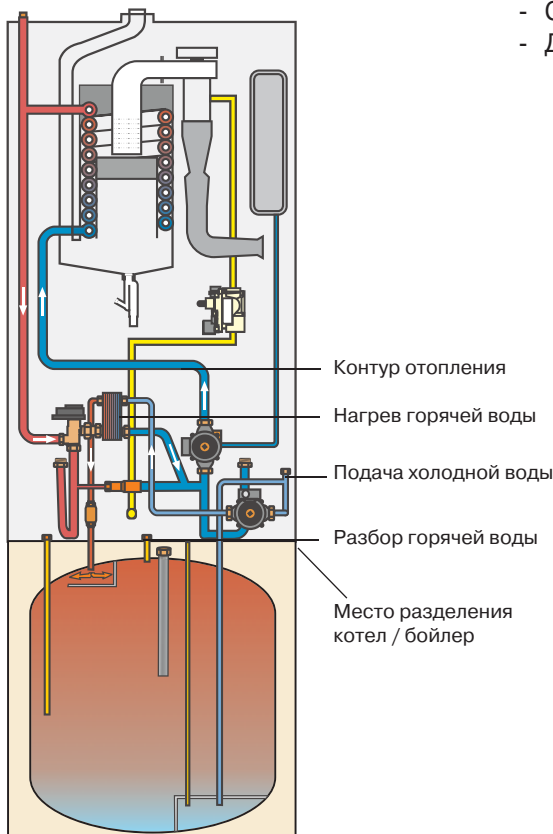 - С
- Д
Контур отопления
Нагрев горячей воды
Подача холодной воды
Разбор горячей воды
Место разделения
котел / бойлер